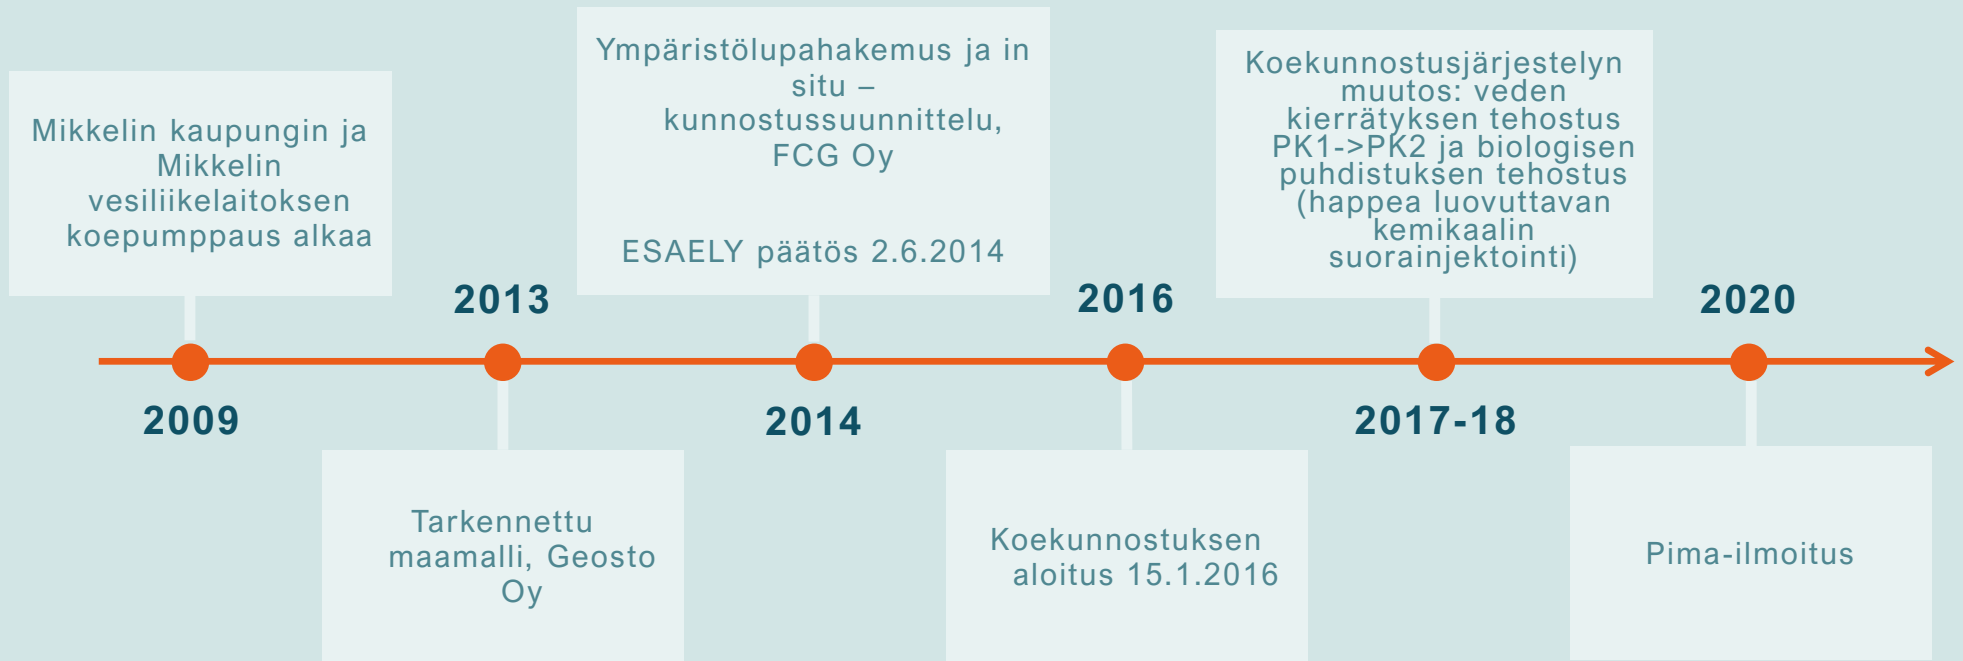 Mikkelin kaupungin ja
Mikkelin
vesiliikelaitoksen
koepumppaus alkaa
2009
2013
Tarkennettu
maamalli, Geosto
Oy
Ympäristölupahakemus ja in
situ –
kunnostussuunnittelu,
FCG Oy
ESAELY päätös 2.6.2014
2014
2016
Koekunnostuksen
aloitus 15.1.2016
Koekunnostusjärjestelyn
muutos: veden
kierrätyksen tehostus
PK1->PK2 ja biologisen
puhdistuksen tehostus
(happea luovuttavan
kemikaalin
suorainjektointi)
2017-18
2020
Pima-ilmoitus